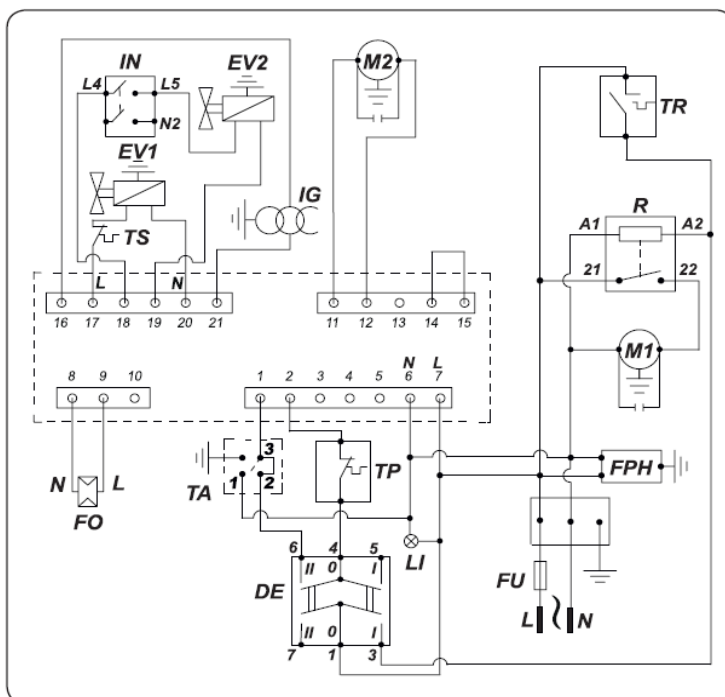 IN
L4 L5
EV2
M2
N2
TR
EV1
IG
R
A1 A2
TS
21 22
L N
16 17 18 19 20 21
11 12 13 14 15
M1
N L
8 9 10
1 2 3 4 5 6 7
3
TP
FPH
N L
1 2
TA
FO
LI
6 4 5
II 0 I
FU
DE
L N
II 0 I
7 1 3